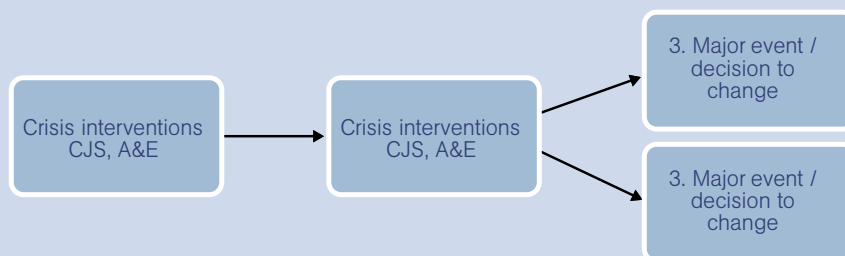 Crisis interventions
CJS, A&E
Crisis interventions
CJS, A&E
3. Major event /
decision to
change
3. Major event /
decision to
change